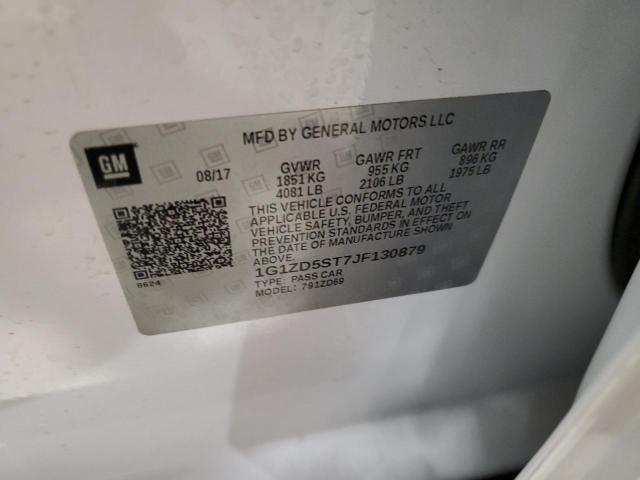 MFD BY GENERAL MOTORS LLC
GM
08/17
GVWR GAWR FRT GAWR RR
1851 KG 955 KG 896 KG
4081 LB 2106 LB 1975 LB
THIS VEHICLE CONFORMS TO ALL
APPLICABLE U.S. FEDERAL MOTOR
VEHICLE SAFETY, BUMPER, AND THEFT
PREVENTION STANDARDS IN EFFECT ON
THE DATE OF MANUFACTURE SHOWN
ABOVE.
1G1ZD5ST7JF130879
TYPE: PASS CAR
MODEL: 791ZD69
8624